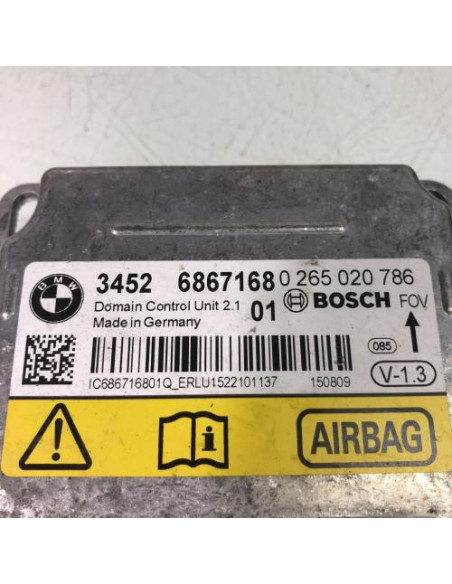 BMW
3452 6867168 0 265 020 786
Domain Control Unit 2.1 01 BOSCH FOV
Made in Germany
085
IC686716801Q_ERLU1522101137 150809 V-1.3
i AIRBAG